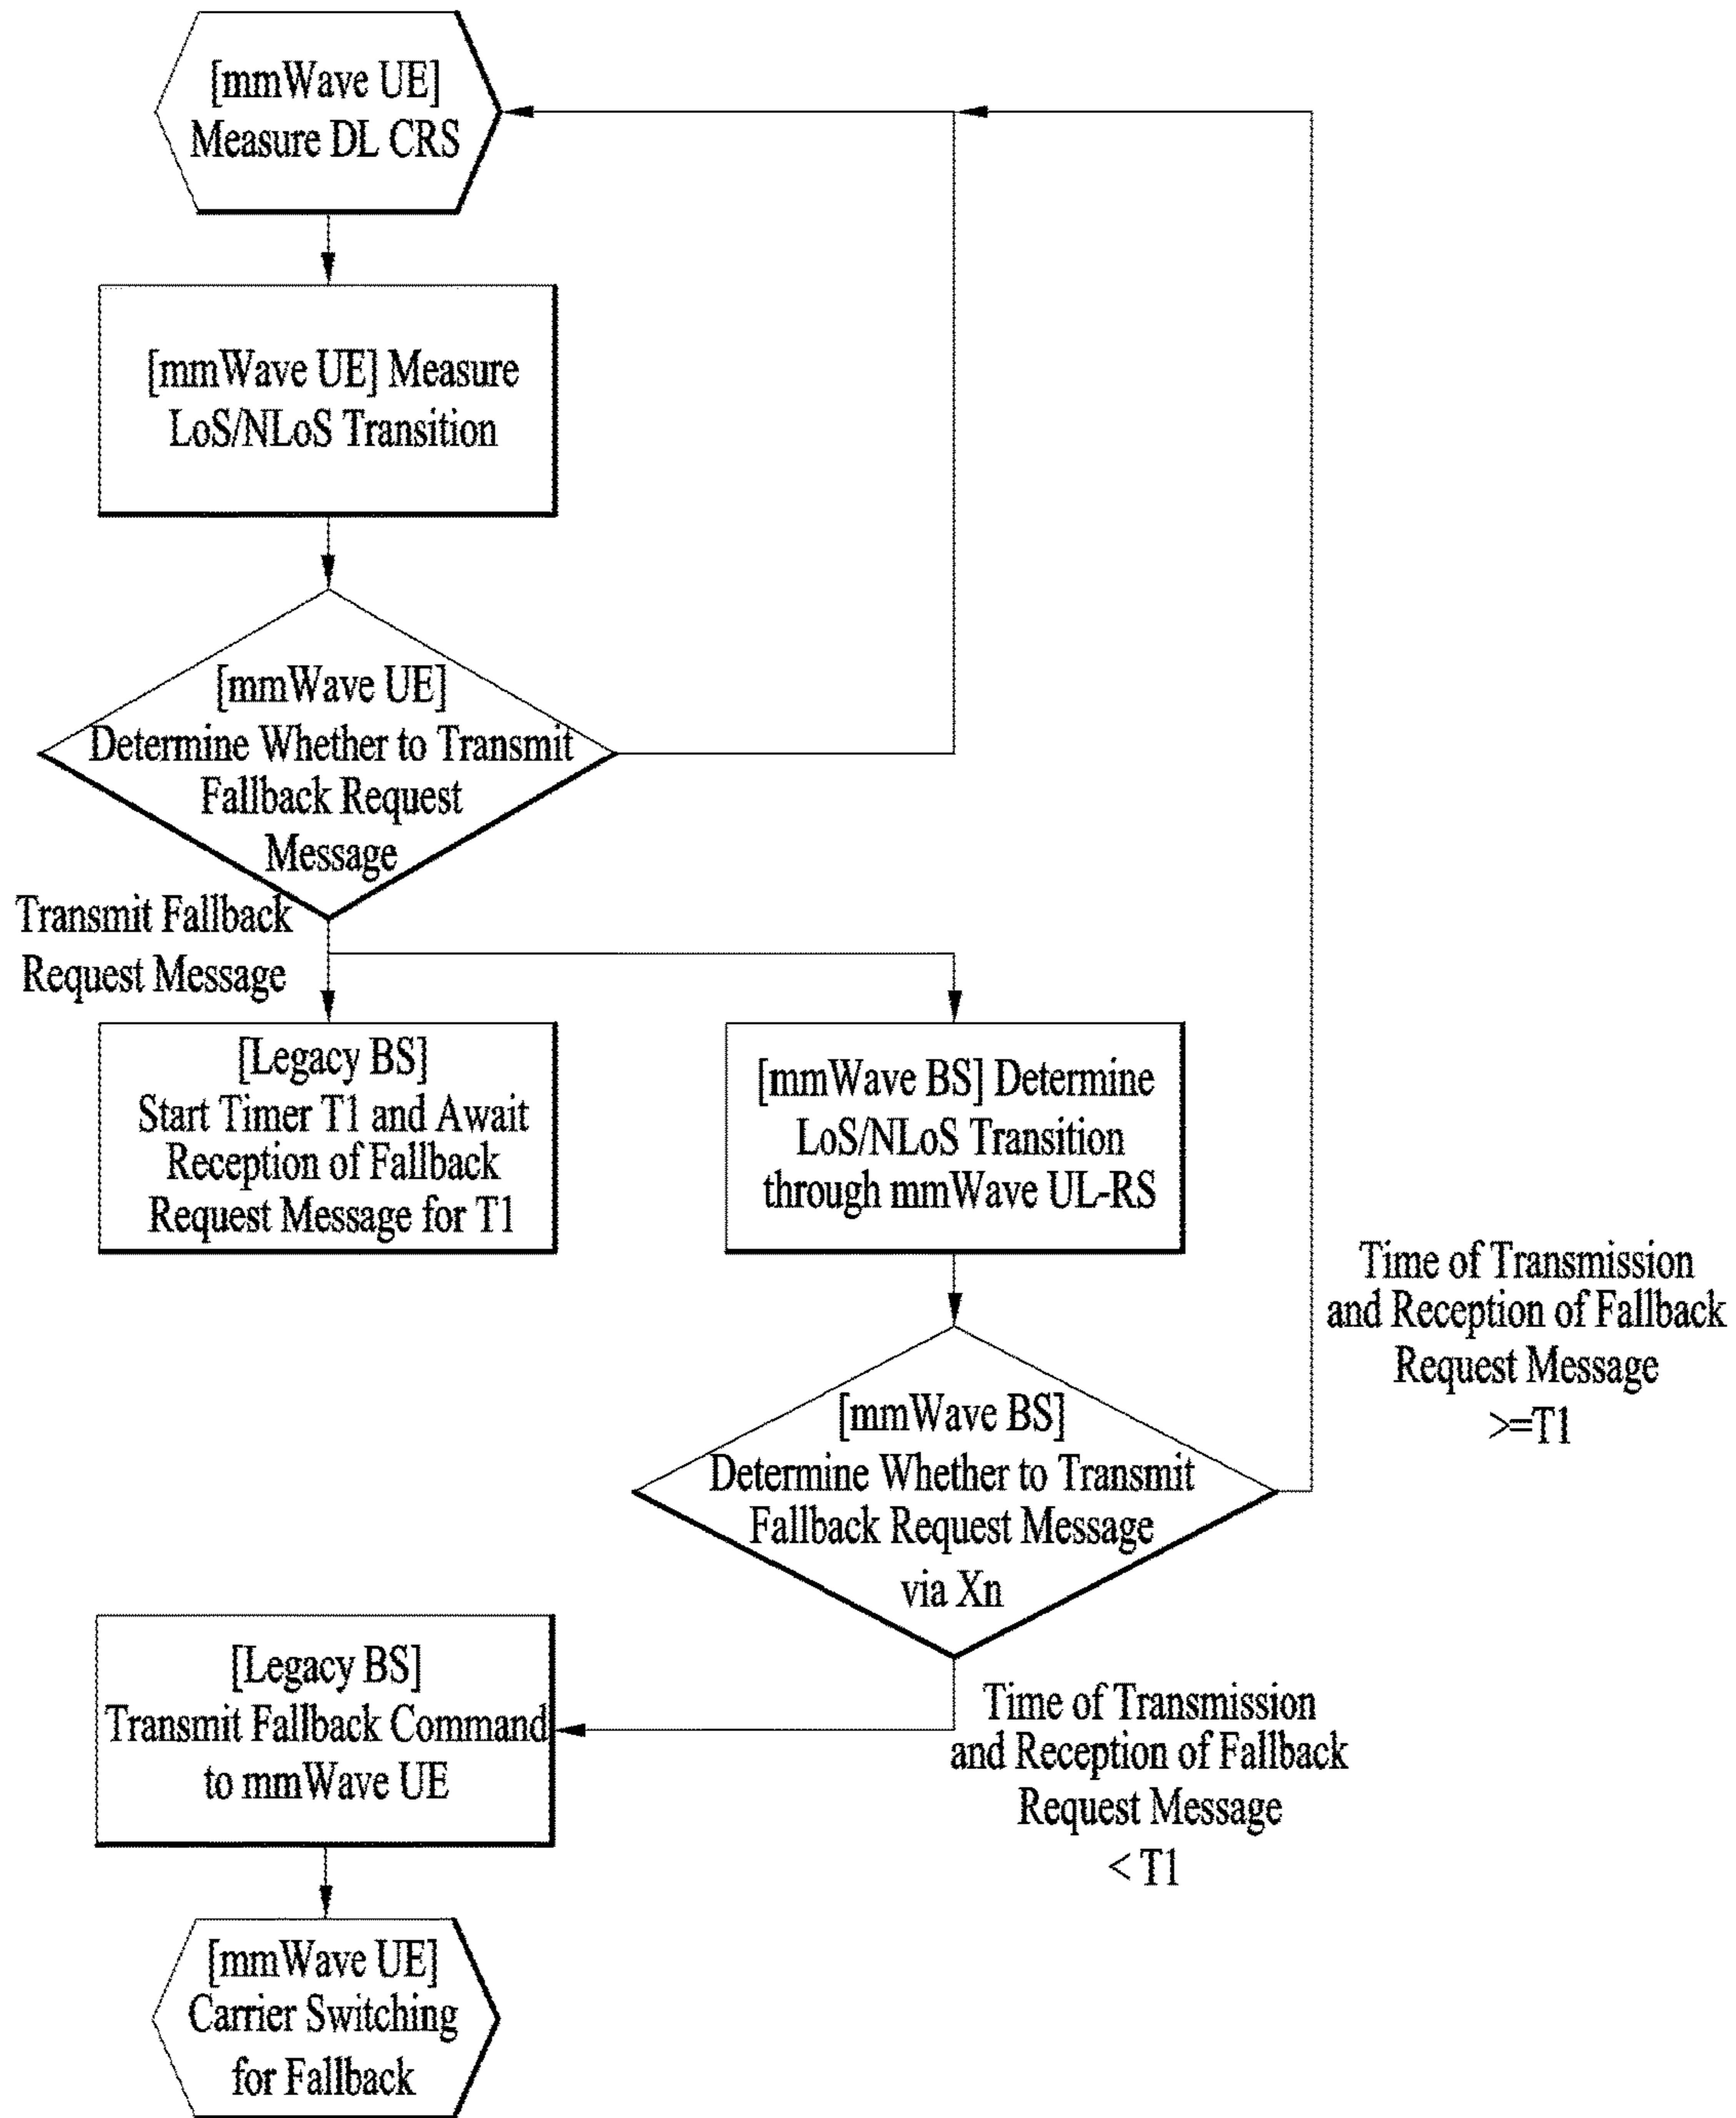 [mmWave UE]
Measure DL CRS
[mmWave UE] Measure
LoS/NLoS Transition
[mmWave UE]
Determine Whether to Transmit
Fallback Request
Message
Transmit Fallback
Request Message
[Legacy BS]
Start Timer T1 and Await
Reception of Fallback
Request Message for T1
[mmWave BS] Determine
LoS/NLoS Transition
through mmWave UL-RS
Time of Transmission
and Reception of Fallback
Request Message
>=T1
[mmWave BS]
Determine Whether to Transmit
Fallback Request Message
via Xn
[Legacy BS]
Transmit Fallback Command
to mmWave UE
Time of Transmission
and Reception of Fallback
Request Message
< T1
[mmWave UE]
Carrier Switching
for Fallback